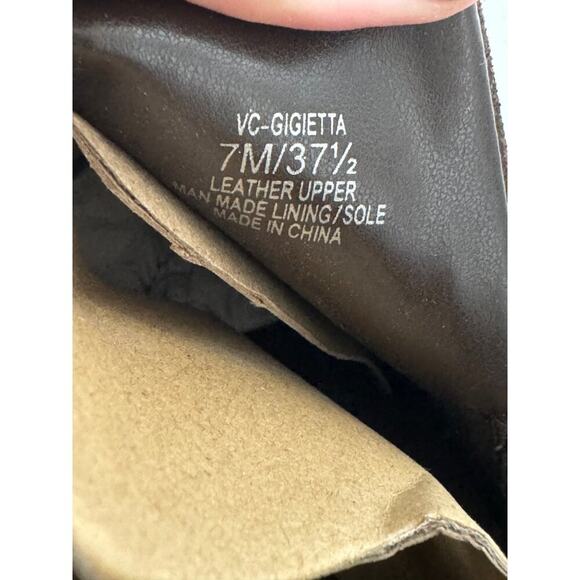 VC-GIGIETTA
7M/37½
LEATHER UPPER
MAN MADE LINING/SOLE
MADE IN CHINA